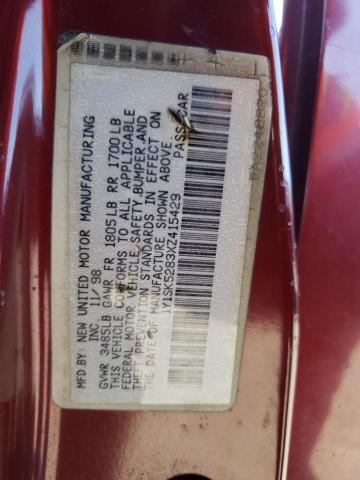 MFD BY: NEW UNITED MOTOR MANUFACTURING
INC 11/98
GVWR 3485LB GAWR FR 1805LB RR 1700LB
THIS VEHICLE CONFORMS TO ALL APPLICABLE
FEDERAL MOTOR VEHICLE SAFETY, BUMPER, AND
THEFT PREVENTION STANDARDS IN EFFECT ON
THE DATE OF MANUFACTURE SHOWN ABOVE
1Y1SK5283XZ415429 PASS CAR